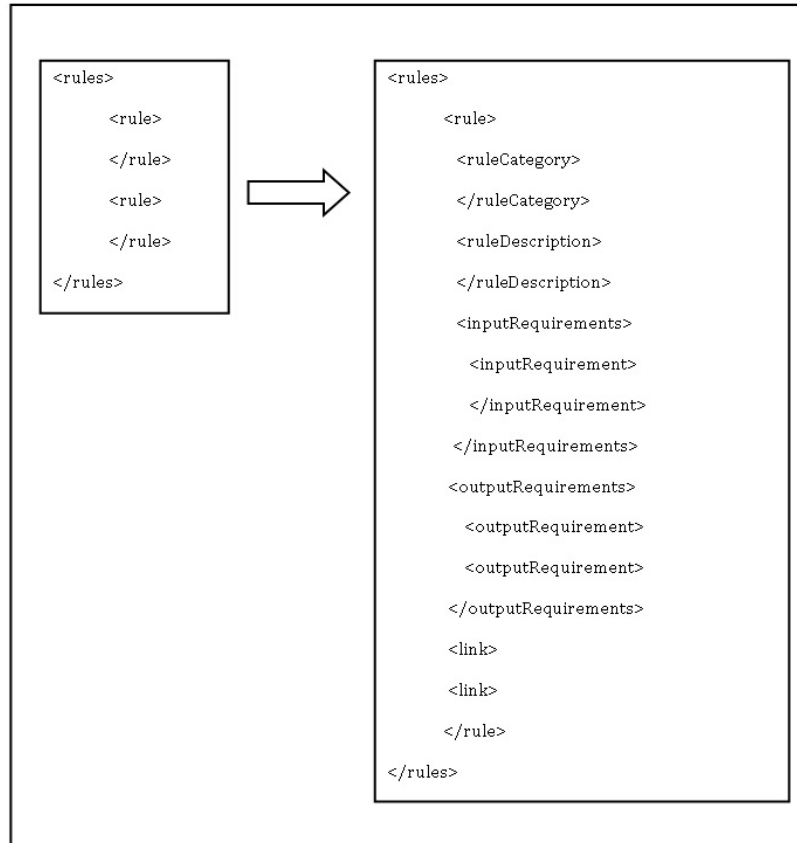 <rules>
<rule>
</rule>
<rule>
</rule>
</rules>
<rules>
<rule>
<ruleCategory>
</ruleCategory>
<ruleDescription>
</ruleDescription>
<inputRequirements>
<inputRequirement>
</inputRequirement>
</inputRequirements>
<outputRequirements>
<outputRequirement>
<outputRequirement>
</outputRequirements>
<link>
<link>
</rule>
</rules>